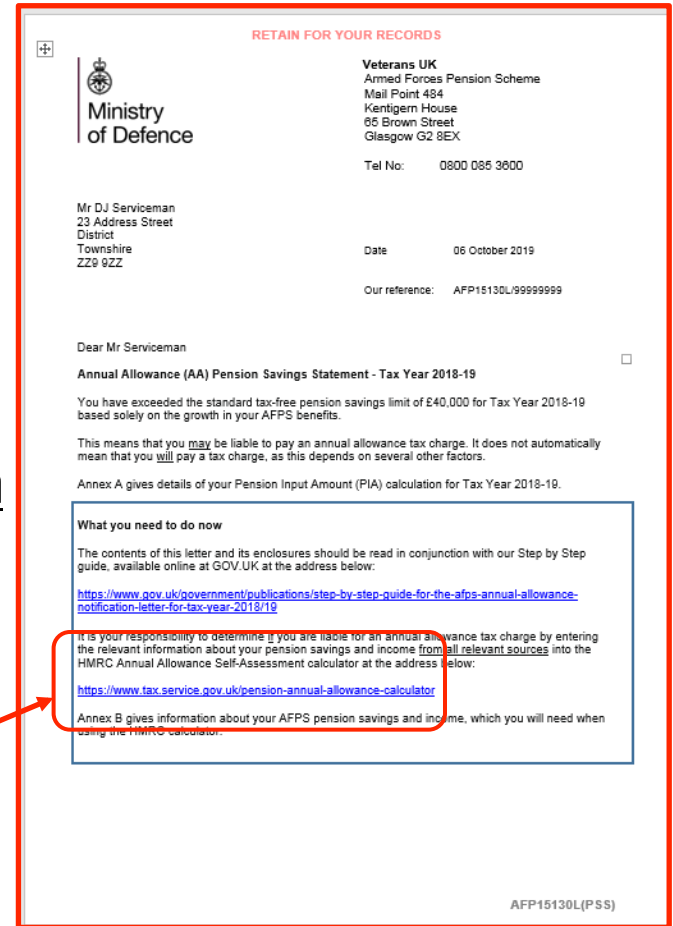 RETAIN FOR YOUR RECORDS
Ministry
of Defence
Veterans UK
Armed Forces Pension Scheme
Mail Point 484
Kentigern House
65 Brown Street
Glasgow G2 8EX
Tel No: 0800 085 3600
Mr DJ Serviceman
23 Address Street
District
Townshire
ZZ9 9ZZ
Date 06 October 2019
Our reference: AFP15130L/99999999
Dear Mr Serviceman
Annual Allowance (AA) Pension Savings Statement - Tax Year 2018-19
You have exceeded the standard tax-free pension savings limit of £40,000 for Tax Year 2018-19
based solely on the growth in your AFPS benefits.
This means that you may be liable to pay an annual allowance tax charge. It does not automatically
mean that you will pay a tax charge, as this depends on several other factors.
Annex A gives details of your Pension Input Amount (PIA) calculation for Tax Year 2018-19.
What you need to do now
The contents of this letter and its enclosures should be read in conjunction with our Step by Step
guide, available online at GOV.UK at the address
below:
https://www.gov.uk/government/publications/step-by-step-guide-for-the-afps-annual-allowance-
notification-letter-for-tax-year-2018/19
It is your responsibility to determine if you are liable for an annual allowance tax charge by entering
the relevant information about your pension savings and income from all relevant sources into the
HMRC Annual Allowance Self-Assessment calculator at the address below:
https://www.tax.service.gov.uk/pension-annual-allowance-calculator
Annex B gives information about your AFPS pension savings and income, which you will need when
using the HMRC calculator.
AFP15130L(PSS)